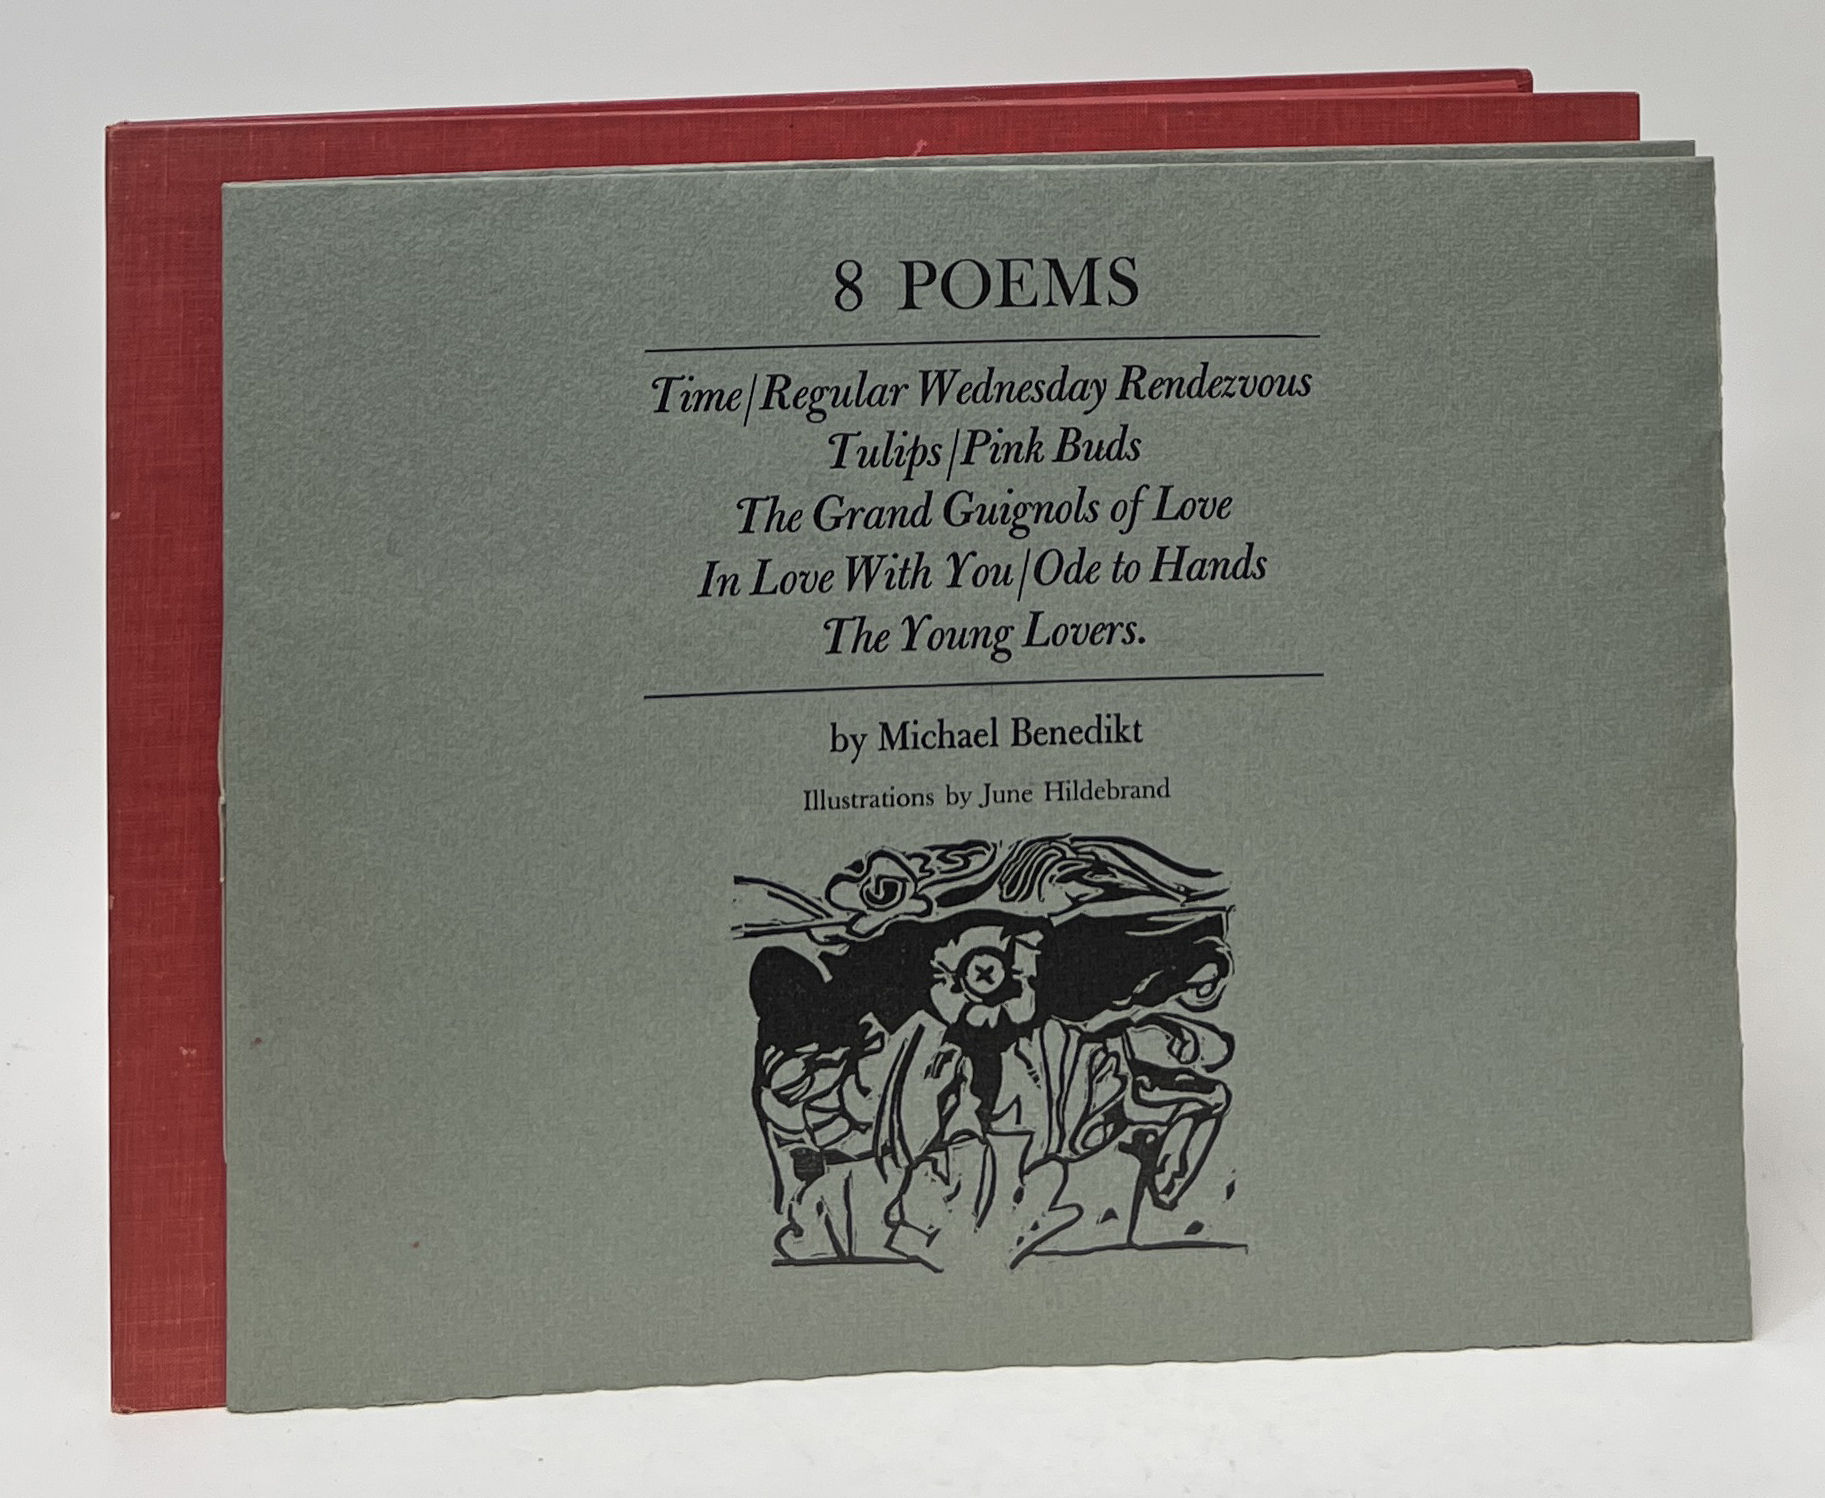 8 POEMS
Time/Regular Wednesday Rendezvous
Tulips/Pink Buds
The Grand Guignols of Love
In Love With You/Ode to Hands
The Young Lovers.
by Michael Benedikt
Illustrations by June Hildebrand